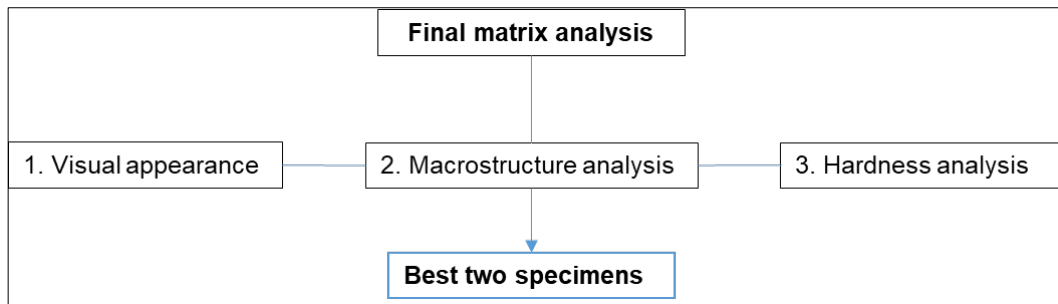 Final matrix analysis
1. Visual appearance
2. Macrostructure analysis
3. Hardness analysis
Best two specimens